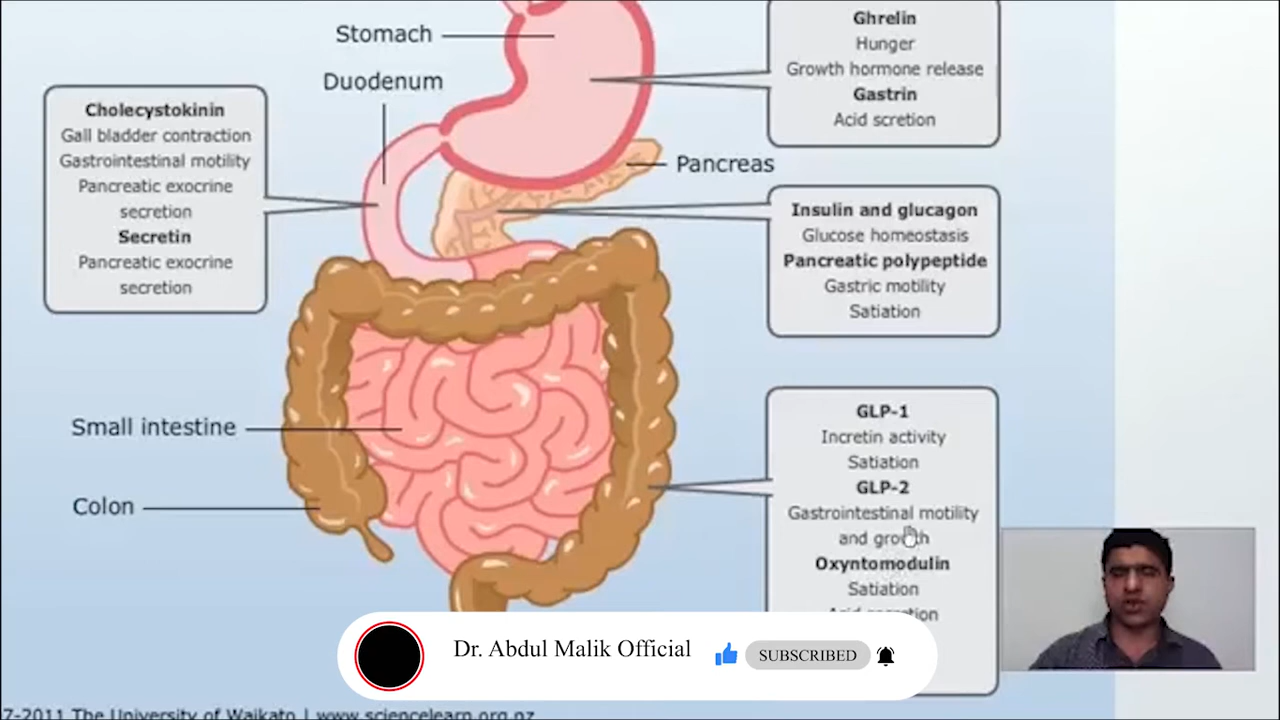 Stomach
Duodenum
Cholecystokinin
Gall bladder contraction
Gastrointestinal motility
Pancreatic exocrine
secretion
Secretin
Pancreatic exocrine
secretion
Ghrelin
Hunger
Growth hormone release
Gastrin
Acid scretion
Pancreas
Insulin and glucagon
Glucose homeostasis
Pancreatic polypeptide
Gastric motility
Satiation
Small intestine
Colon
GLP-1
Incretin activity
Satiation
GLP-2
Gastrointestinal motility
and growth
Oxyntomodulin
Satiation
Dr. Abdul Malik Official
SUBSCRIBED
7-2011 The University of Waikato | www.sciencelearn.org.nz